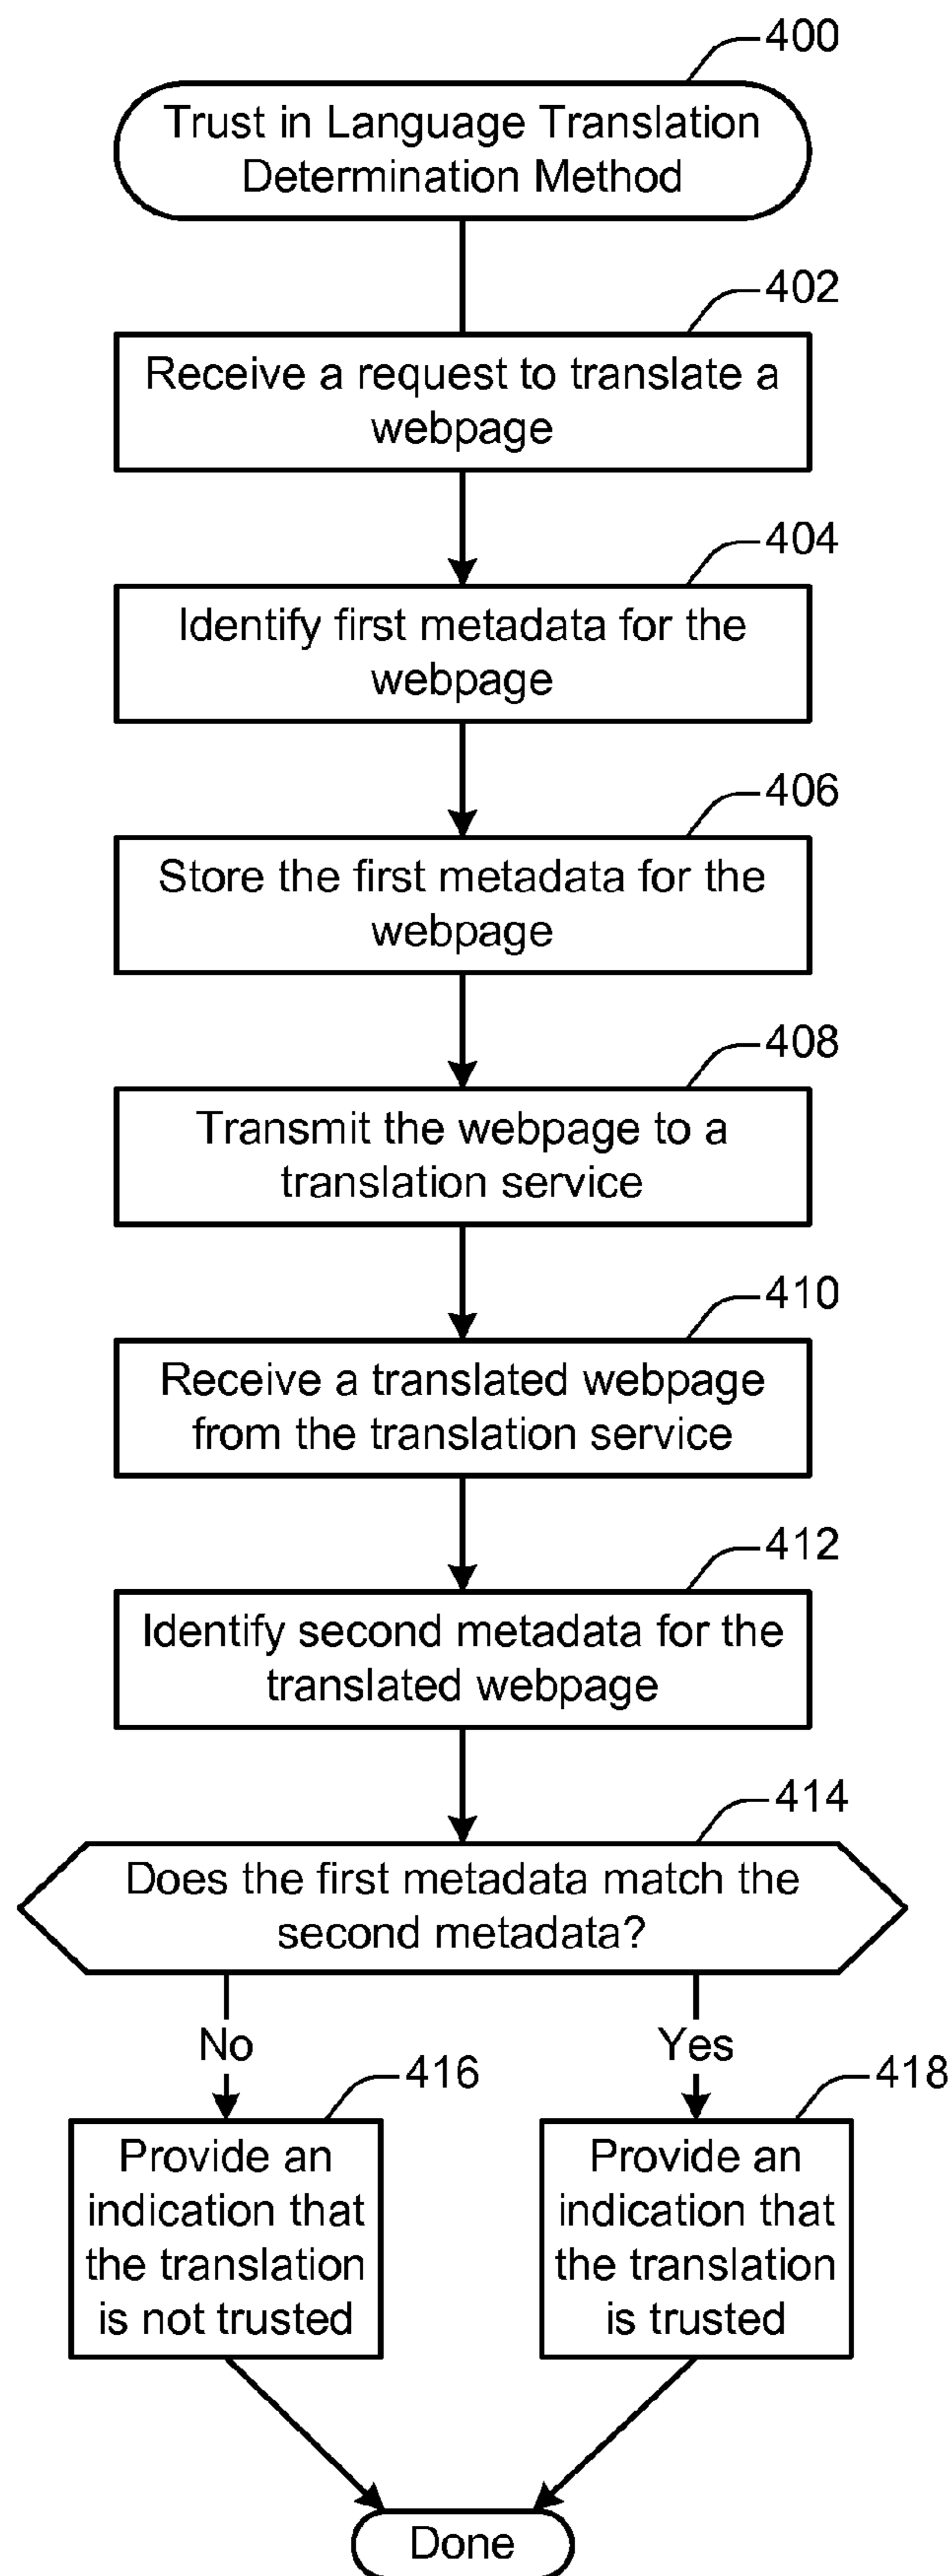 400
Trust in Language Translation
Determination Method
402
Receive a request to translate a
webpage
404
Identify first metadata for the
webpage
406
Store the first metadata for the
webpage
408
Transmit the webpage to a
translation service
410
Receive a translated webpage
from the translation service
412
Identify second metadata for the
translated webpage
414
Does the first metadata match the
second metadata?
No
Yes
416
418
Provide an
indication that
the translation
is not trusted
Provide an
indication that
the translation
is trusted
Done